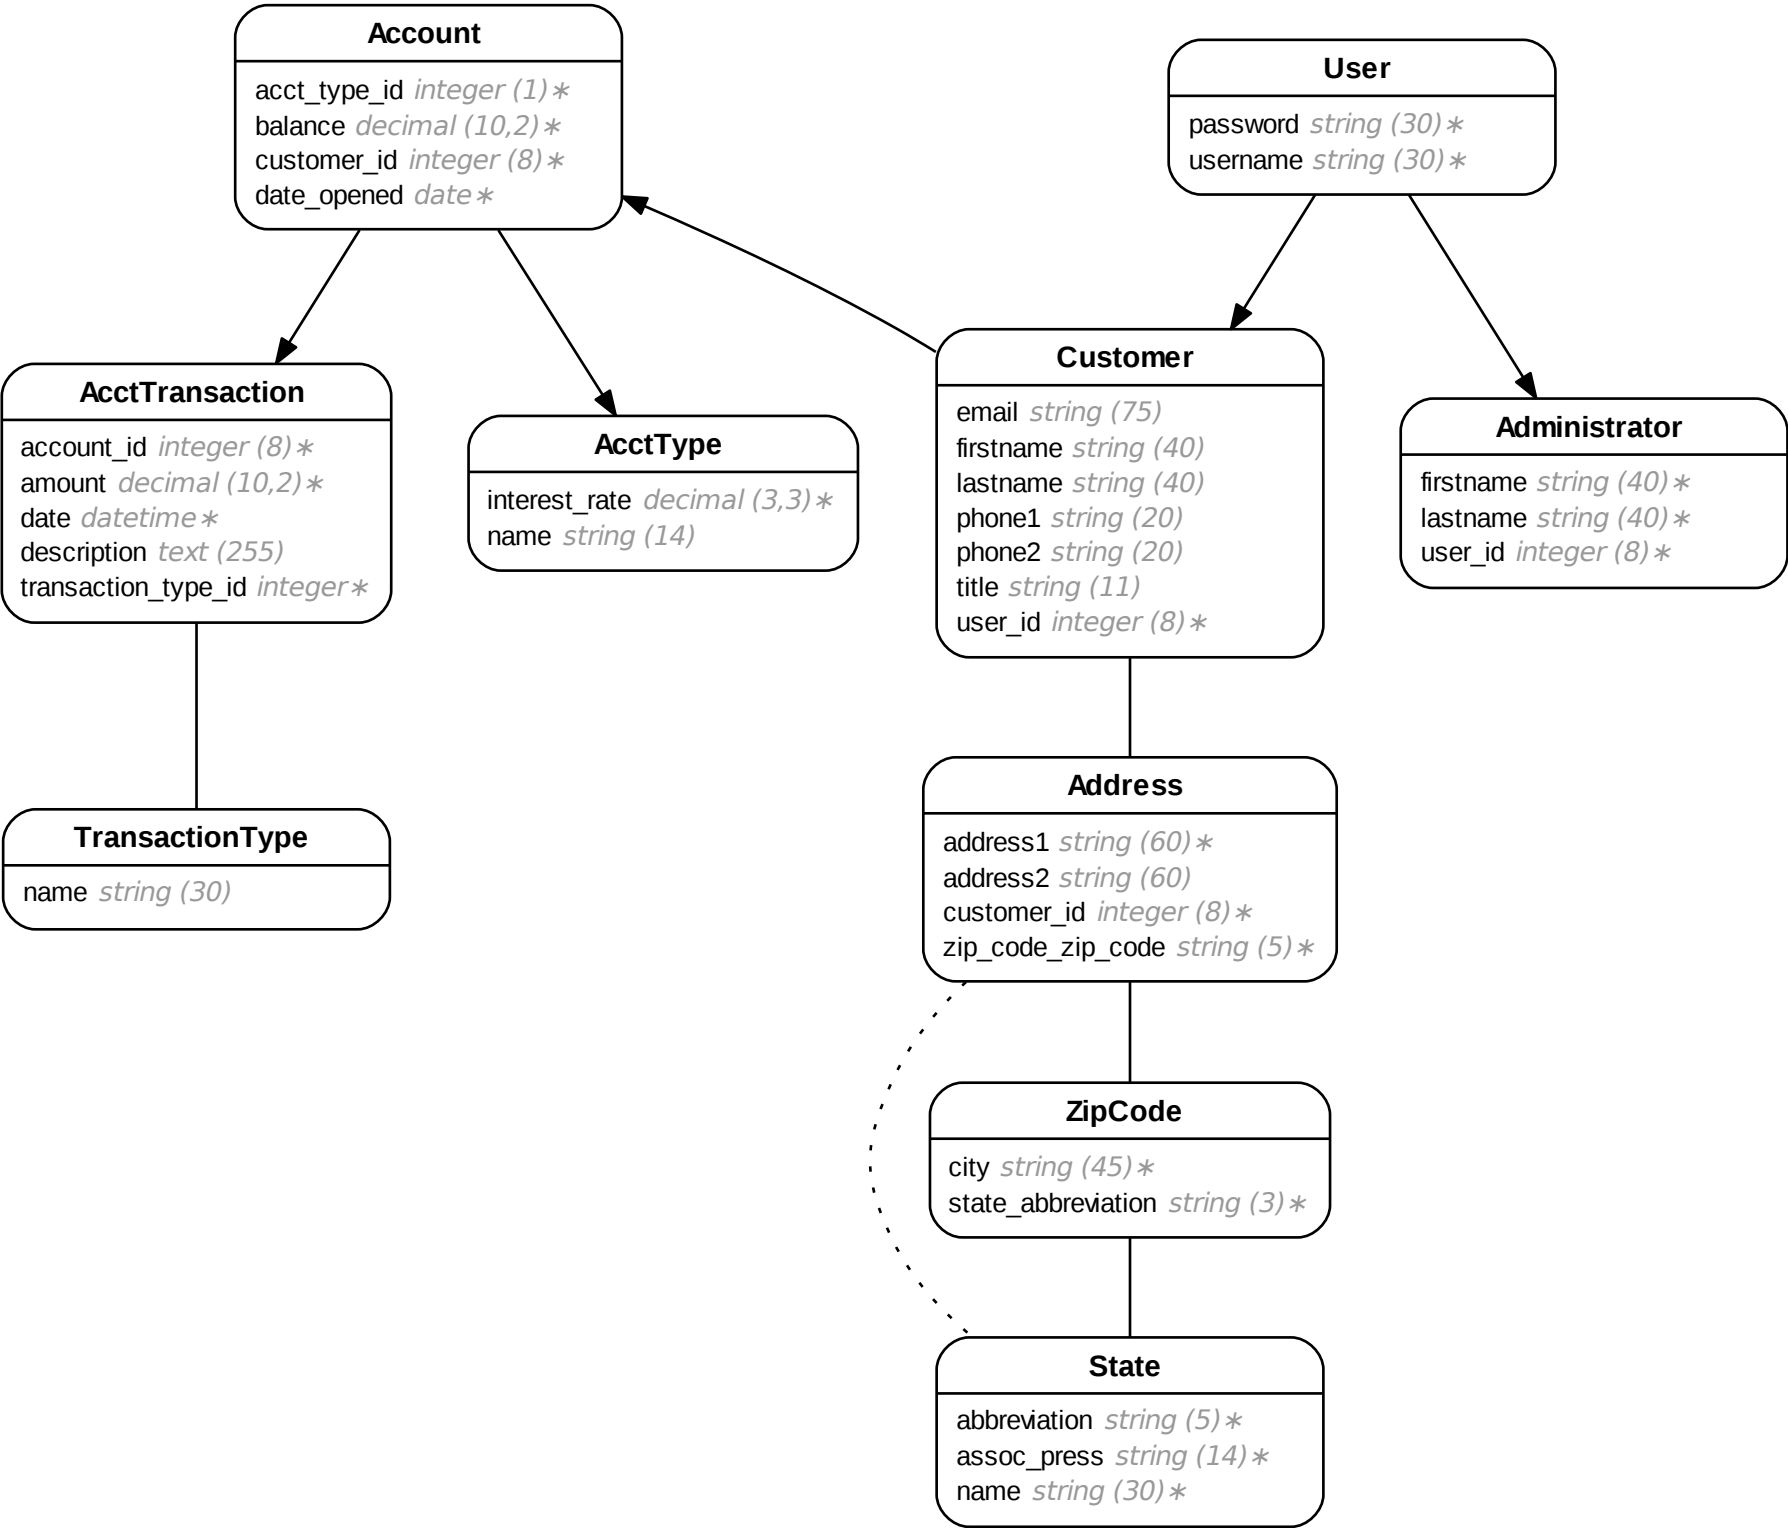 Account
acct_type_id integer (1)∗
balance decimal (10,2)∗
customer_id integer (8)∗
date_opened date∗
User
password string (30)∗
username string (30)∗
AcctTransaction
account_id integer (8)∗
amount decimal (10,2)∗
date datetime∗
description text (255)
transaction_type_id integer∗
AcctType
interest_rate decimal (3,3)∗
name string (14)
Customer
email string (75)
firstname string (40)
lastname string (40)
phone1 string (20)
phone2 string (20)
title string (11)
user_id integer (8)∗
Administrator
firstname string (40)∗
lastname string (40)∗
user_id integer (8)∗
TransactionType
name string (30)
Address
address1 string (60)∗
address2 string (60)
customer_id integer (8)∗
zip_code_zip_code string (5)∗
ZipCode
city string (45)∗
state_abbreviation string (3)∗
State
abbreviation string (5)∗
assoc_press string (14)∗
name string (30)∗